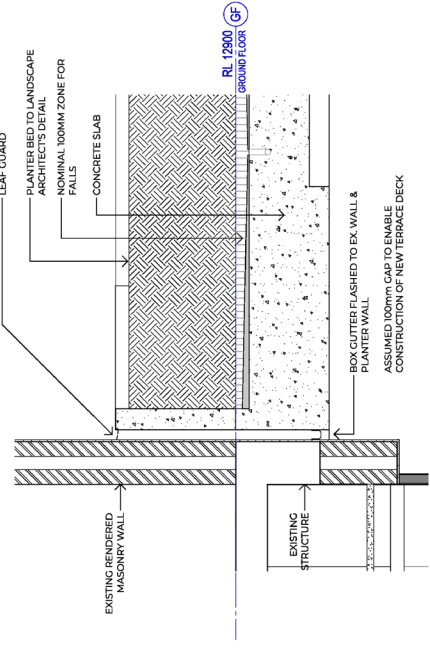 LEAF GUARD
PLANTER BED TO LANDSCAPE
ARCHITECT'S DETAIL
NOMINAL 100MM ZONE FOR
FALLS
CONCRETE SLAB
RL 12900
GROUND FLOOR
GF
EXISTING RENDERED
MASONRY WALL
EXISTING
STRUCTURE
BOX GUTTER FLASHED TO EX. WALL &
PLANTER WALL
ASSUMED 100mm GAP TO ENABLE
CONSTRUCTION OF NEW TERRACE DECK